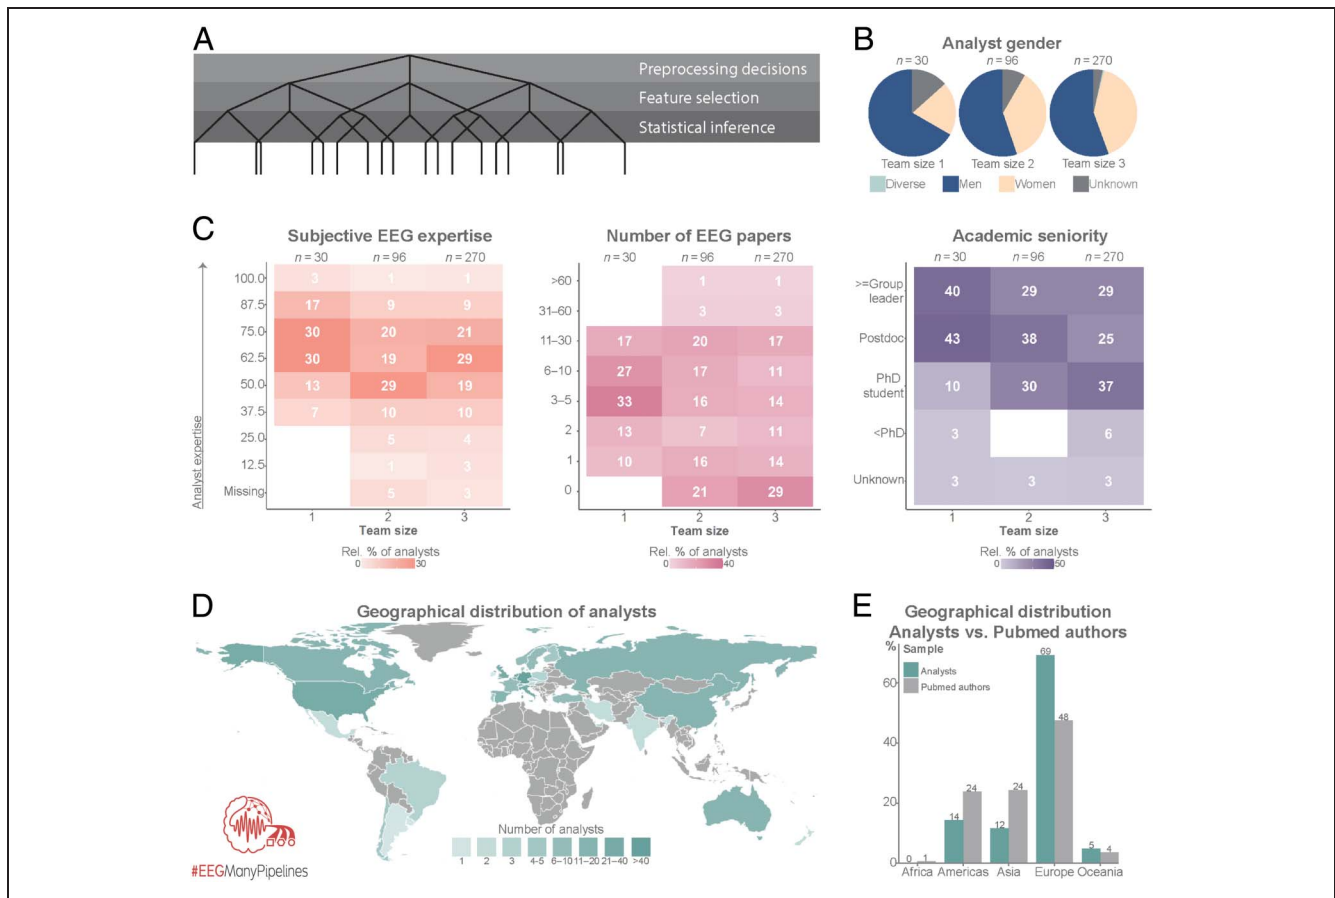 A
Preprocessing decisions
Feature selection
Statistical inference
B
Analyst gender
n = 30 n = 96 n = 270
Team size 1 Team size 2 Team size 3
Diverse Men Women Unknown
C
Subjective EEG expertise
n = 30 n = 96 n = 270
Analyst expertise
100.0 3 1 1
87.5 17 9 9
75.0 30 20 21
62.5 30 19 29
50.0 13 29 19
37.5 7 10 10
25.0 5 4
12.5 1 3
Missing 5 3
1 2 3
Team size
Rel. % of analysts
0 30
Number of EEG papers
n = 30 n = 96 n = 270
>60 1 1
31–60 3 3
11–30 17 20 17
6–10 27 17 11
3–5 33 16 14
2 13 7 11
1 10 16 14
0 21 29
1 2 3
Team size
Rel. % of analysts
0 40
Academic seniority
n = 30 n = 96 n = 270
>=Group
leader 40 29 29
Postdoc 43 38 25
PhD
student 10 30 37
<PhD 3 6
Unknown 3 3 3
1 2 3
Team size
Rel. % of analysts
0 50
D
Geographical distribution of analysts
Number of analysts
1 2 3 4-5 6–10 11–20 21–40 >40
#EEGManyPipelines
E
Geographical distribution
Analysts vs. Pubmed authors
% Sample
Analysts
Pubmed authors
60
40
20
0
0 1 14 24 12 24 69 48 5 4
Africa Americas Asia Europe Oceania